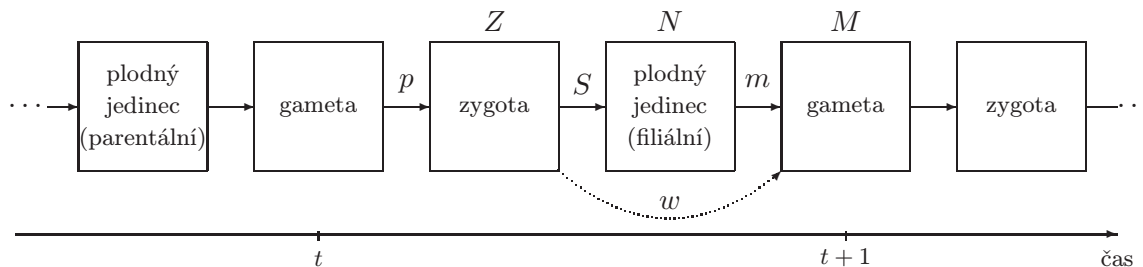 Z N M
plodný
jedinec
(parentální)
gameta
p
zygota
S
plodný
jedinec
(filiální)
m
gameta
zygota
w
t
t + 1
čas